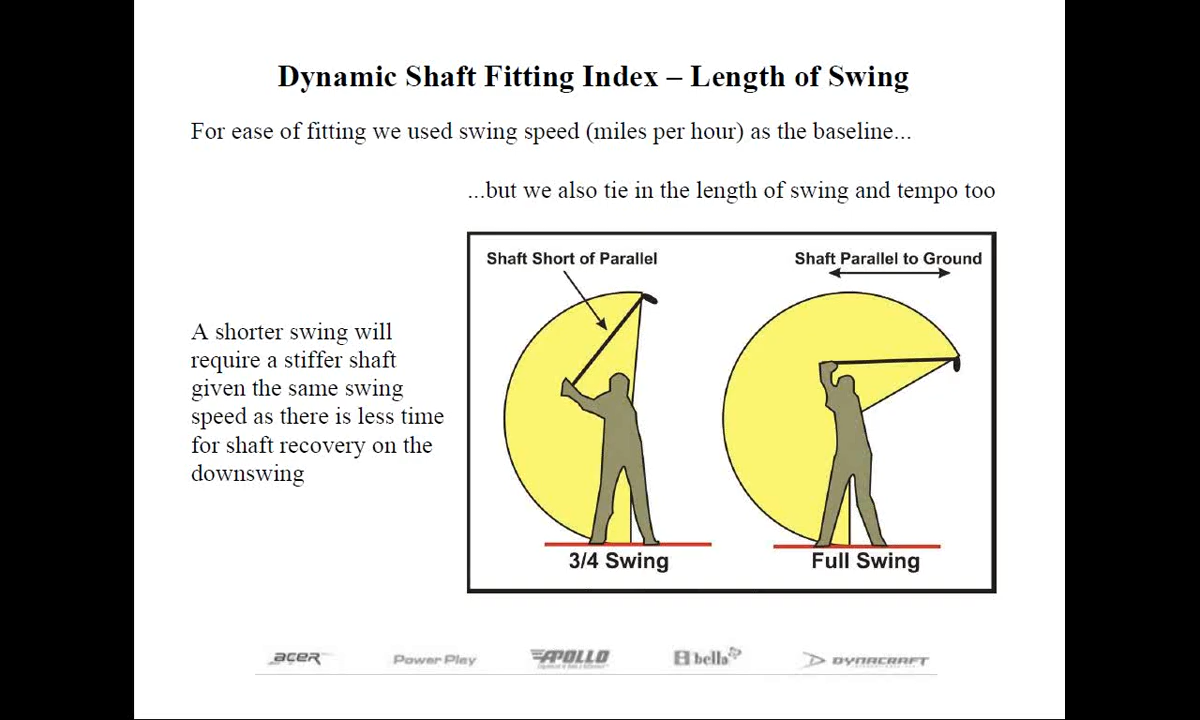 Dynamic Shaft Fitting Index – Length of Swing
For ease of fitting we used swing speed (miles per hour) as the baseline...
...but we also tie in the length of swing and tempo too
A shorter swing will
require a stiffer shaft
given the same swing
speed as there is less time
for shaft recovery on the
downswing
Shaft Short of Parallel
Shaft Parallel to Ground
3/4 Swing
Full Swing
acer
Power Play
APOLLO
bella
DYNACRAFT